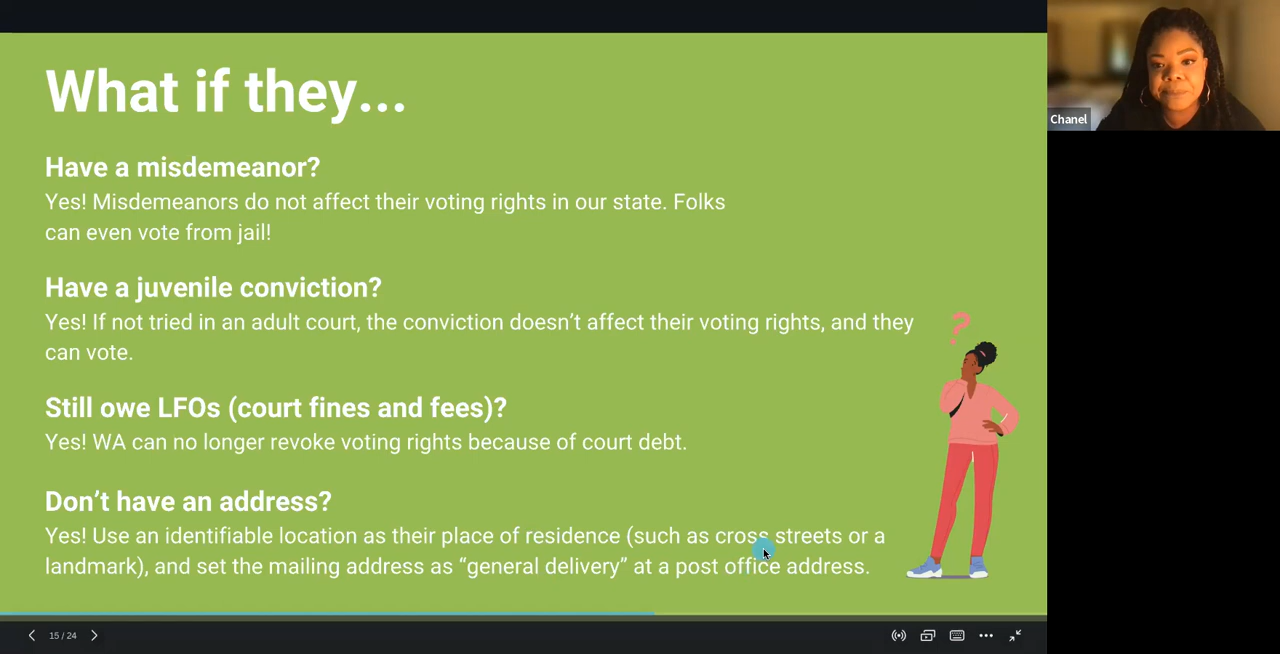 What if they...
Have a misdemeanor?
Yes! Misdemeanors do not affect their voting rights in our state. Folks
can even vote from jail!
Have a juvenile conviction?
Yes! If not tried in an adult court, the conviction doesn’t affect their voting rights, and they
can vote.
Still owe LFOs (court fines and fees)?
Yes! WA can no longer revoke voting rights because of court debt.
Don’t have an address?
Yes! Use an identifiable location as their place of residence (such as cross streets or a
landmark), and set the mailing address as “general delivery” at a post office address.
?
Chanel
15 / 24